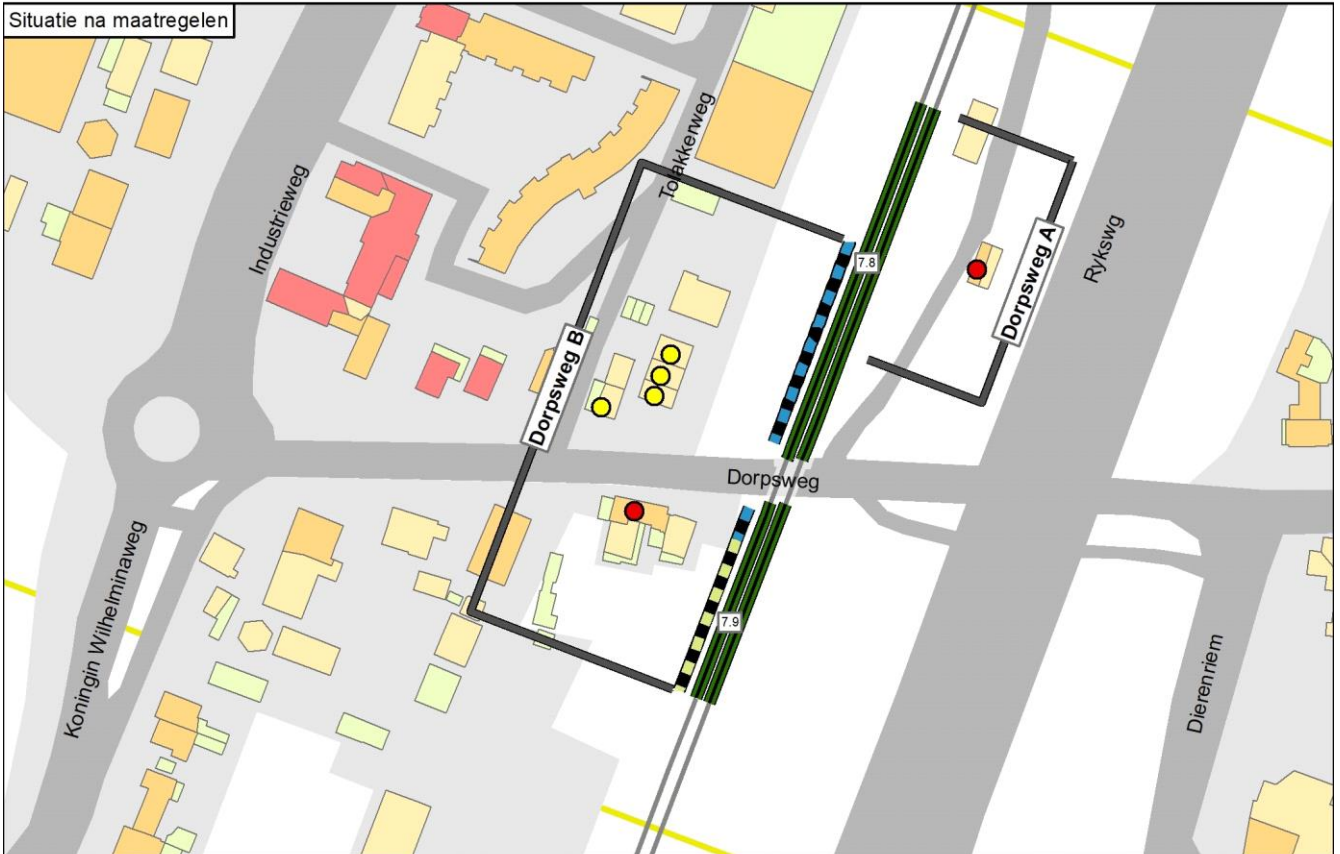 Situatie na maatregelen
Tolakkerweg
Industrieweg
Rykswg
7.8
Dorpsweg A
Dorpsweg B
Dorpsweg
Koningin Wilhelminaweg
7.9
Dierenriem